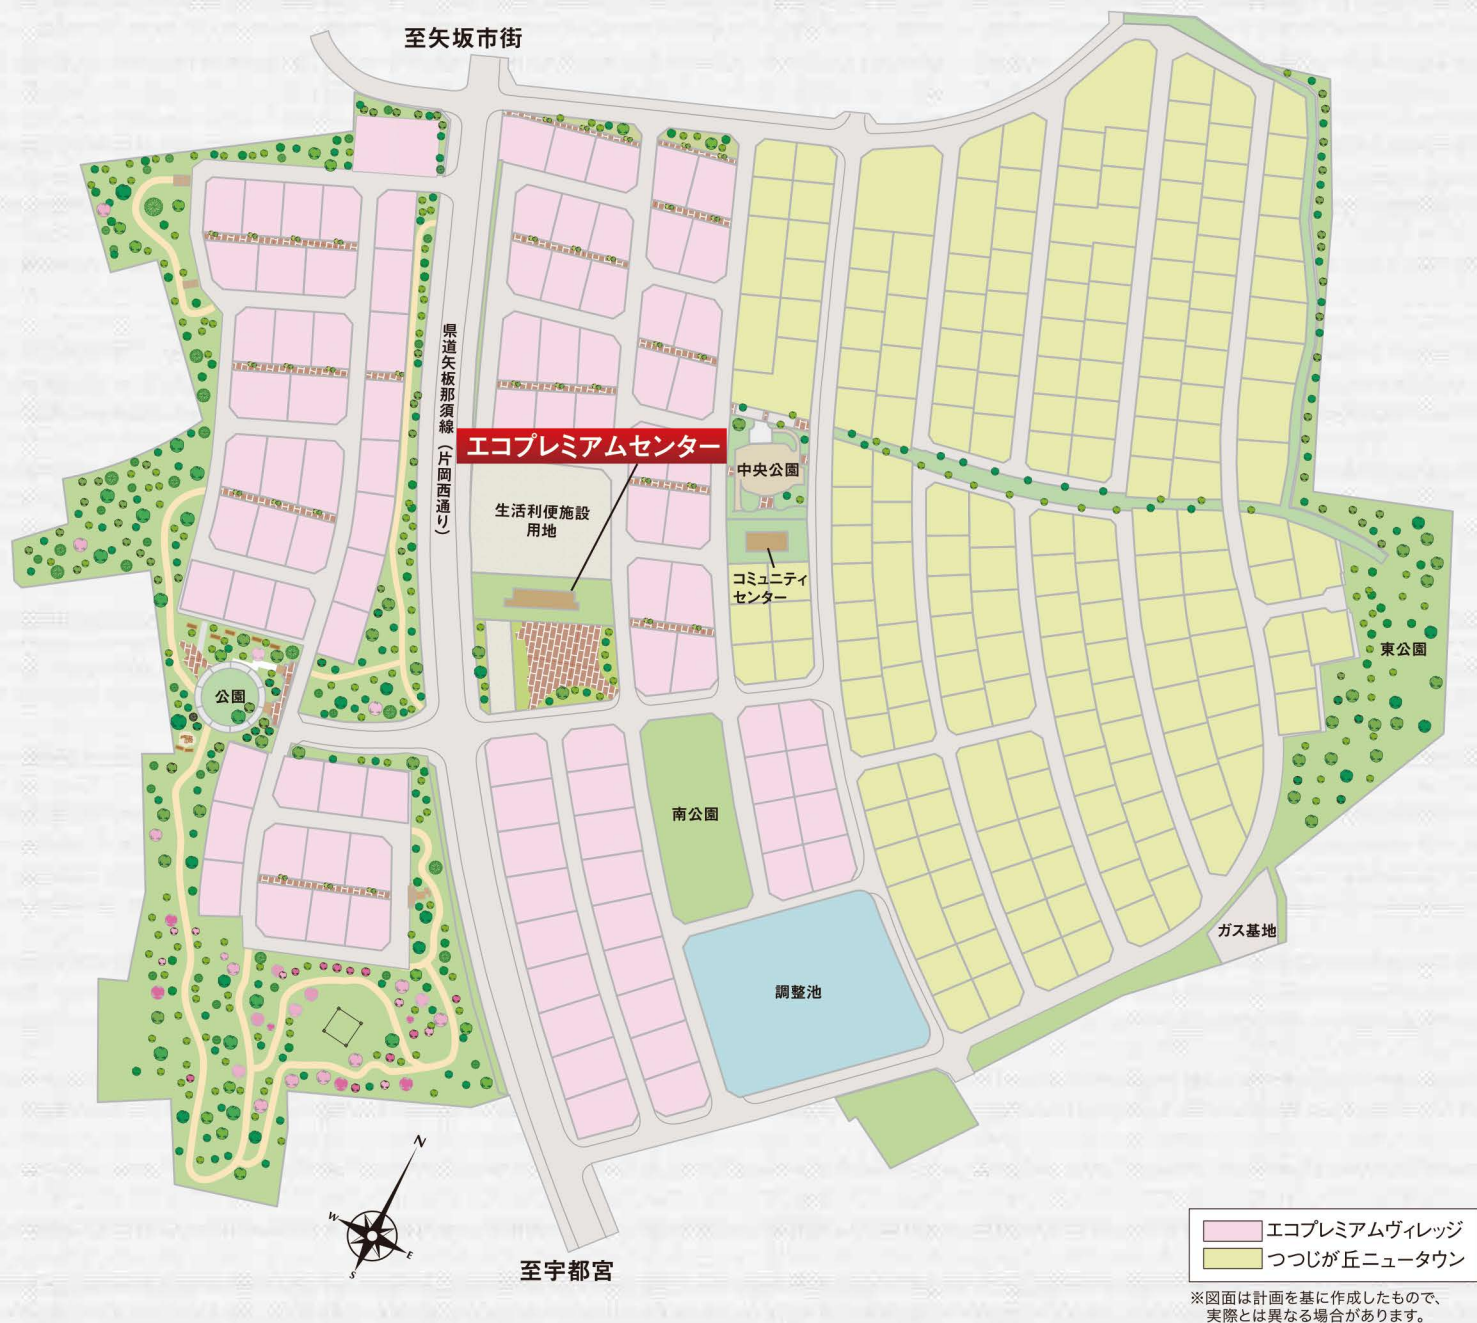 至矢坂市街
県道矢板那須線（片岡西通り）
エコプレミアムセンター
中央公園
生活利便施設
用地
コミュニティ
センター
東公園
公園
南公園
ガス基地
調整池
N
W
E
S
至宇都宮
エコプレミアムヴィレッジ
つつじが丘ニュータウン
※図面は計画を基に作成したもので、
実際とは異なる場合があります。